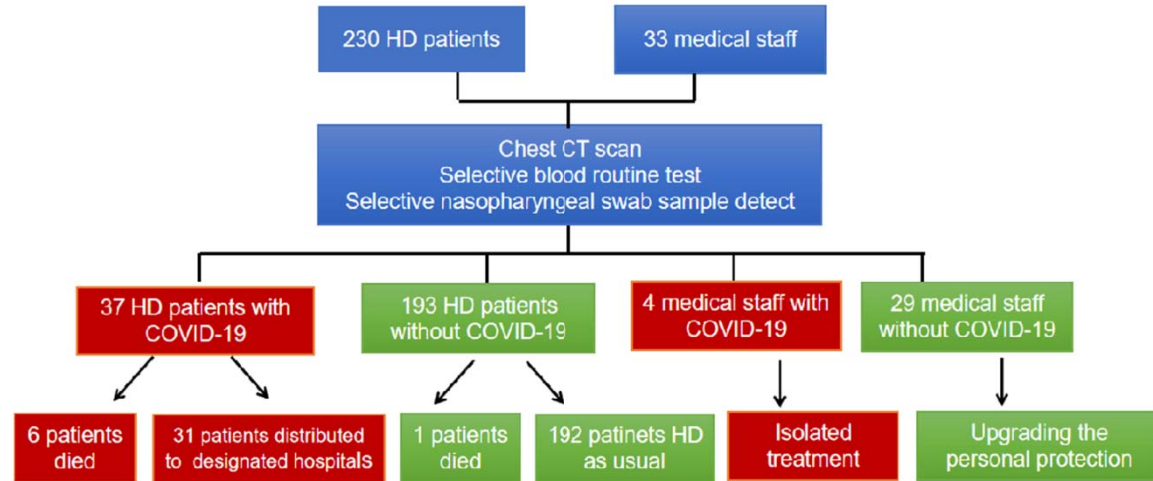 230 HD patients
33 medical staff
Chest CT scan
Selective blood routine test
Selective nasopharyngeal swab sample detect
37 HD patients with
COVID-19
193 HD patients
without COVID-19
4 medical staff with
COVID-19
29 medical staff
without COVID-19
6 patients
died
31 patients distributed
to designated hospitals
1 patients
died
192 patinets HD
as usual
Isolated
treatment
Upgrading the
personal protection